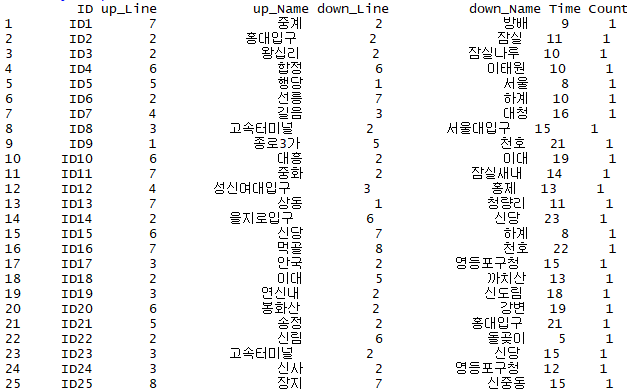 ID up_Line up_Name down_Line down_Name Time Count
1 ID1 7 중계 2 방배 9 1
2 ID2 2 홍대입구 2 잠실 11 1
3 ID3 2 왕십리 2 잠실나루 10 1
4 ID4 6 합정 6 이태원 10 1
5 ID5 5 행당 1 서울 8 1
6 ID6 2 선릉 7 하계 10 1
7 ID7 4 길음 3 대청 16 1
8 ID8 3 고속터미널 2 서울대입구 15 1
9 ID9 1 종로3가 5 천호 21 1
10 ID10 6 대흥 2 이대 19 1
11 ID11 7 중화 2 잠실새내 14 1
12 ID12 4 성신여대입구 3 홍제 13 1
13 ID13 7 상동 1 청량리 11 1
14 ID14 2 을지로입구 6 신당 23 1
15 ID15 6 신당 7 하계 8 1
16 ID16 7 먹골 8 천호 22 1
17 ID17 3 안국 2 영등포구청 15 1
18 ID18 2 이대 5 까치산 13 1
19 ID19 3 연신내 2 신도림 18 1
20 ID20 6 봉화산 2 강변 19 1
21 ID21 5 송정 2 홍대입구 21 1
22 ID22 2 신림 6 돌곶이 5 1
23 ID23 3 고속터미널 2 신당 15 1
24 ID24 3 신사 2 영등포구청 12 1
25 ID25 8 장지 7 신중동 15 1